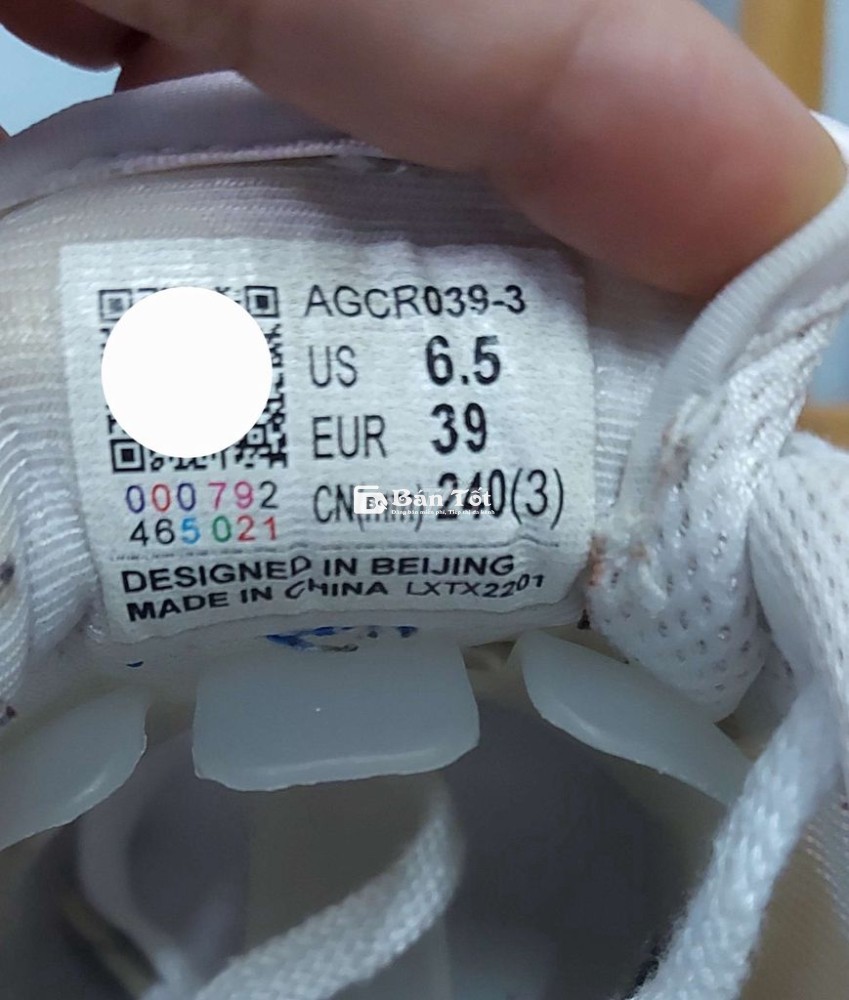 AGCR039-3
US 6.5
EUR 39
CN(mm) 240(3)
Bán Tốt
000792
465021
DESIGNED IN BEIJING
MADE IN CHINA LXTX2201